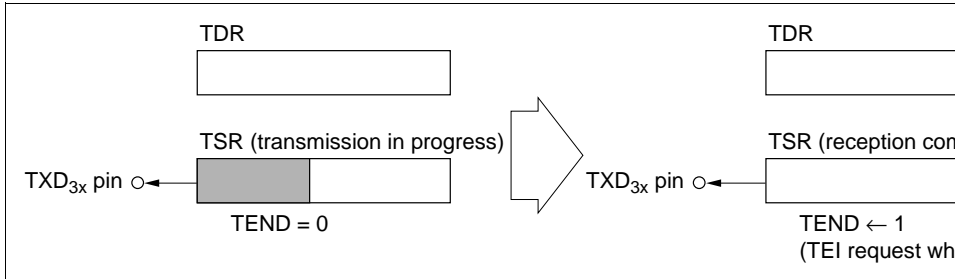 TDR
TSR (transmission in progress)
TXD3x pin
TEND = 0
TDR
TSR (reception con
TXD3x pin
TEND ← 1
(TEI request wh